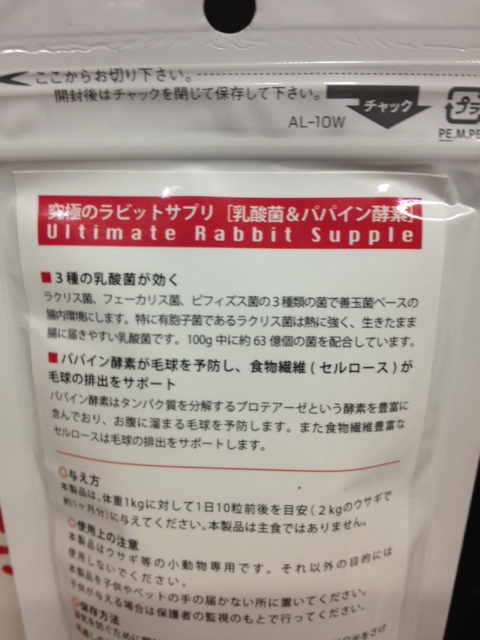 ここからお切り下さい。
開封後はチャックを閉じて保存して下さい。
チャック
プラ
AL-10W
PE,M,PE
究極のラビットサプリ［乳酸菌＆パパイン酵素］
Ultimate Rabbit Supple
■３種の乳酸菌が効く
ラクリス菌、フェーカリス菌、ビフィズス菌の３種類の菌で善玉菌ベースの
腸内環境にします。特に有胞子菌であるラクリス菌は熱に強く、生きたまま
腸に届きやすい乳酸菌です。100g 中に約 63 億個の菌を配合しています。
■パパイン酵素が毛球を予防し、食物繊維 ( セルロース ) が
毛球の排出をサポート
パパイン酵素はタンパク質を分解するプロテアーゼという酵素を豊富に
含んでおり、お腹に溜まる毛球を予防します。また食物繊維豊富な
セルロースは毛球の排出をサポートします。
◎与え方
本製品は、体重1kgに対して１日10粒前後を目安（２kgのウサギで
約1ヶ月分）に与えてください。本製品は主食ではありません。
◎使用上の注意
本製品はウサギ等の小動物専用です。それ以外の目的には
使用しないでください。
本製品を子供やペットの手の届かない所に置いてください。
子供が与える場合は保護者の監視のもとで行ってください。
◎保存方法